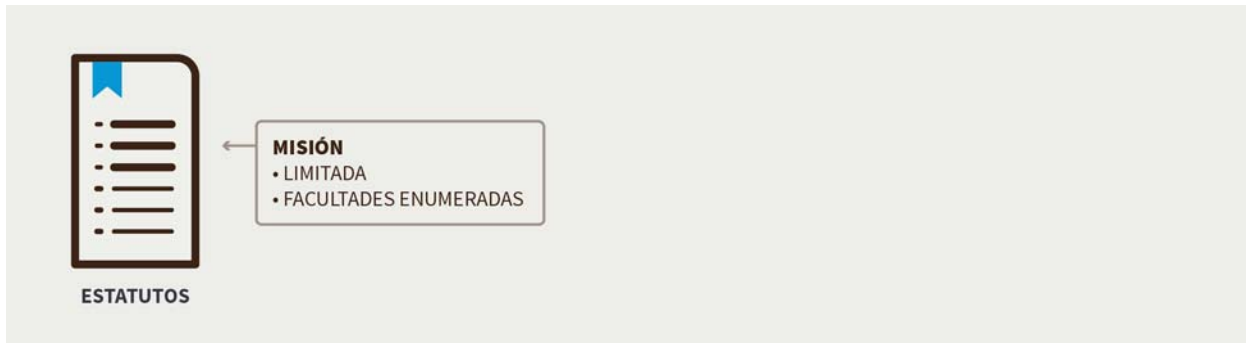 MISIÓN
• LIMITADA
• FACULTADES ENUMERADAS
ESTATUTOS